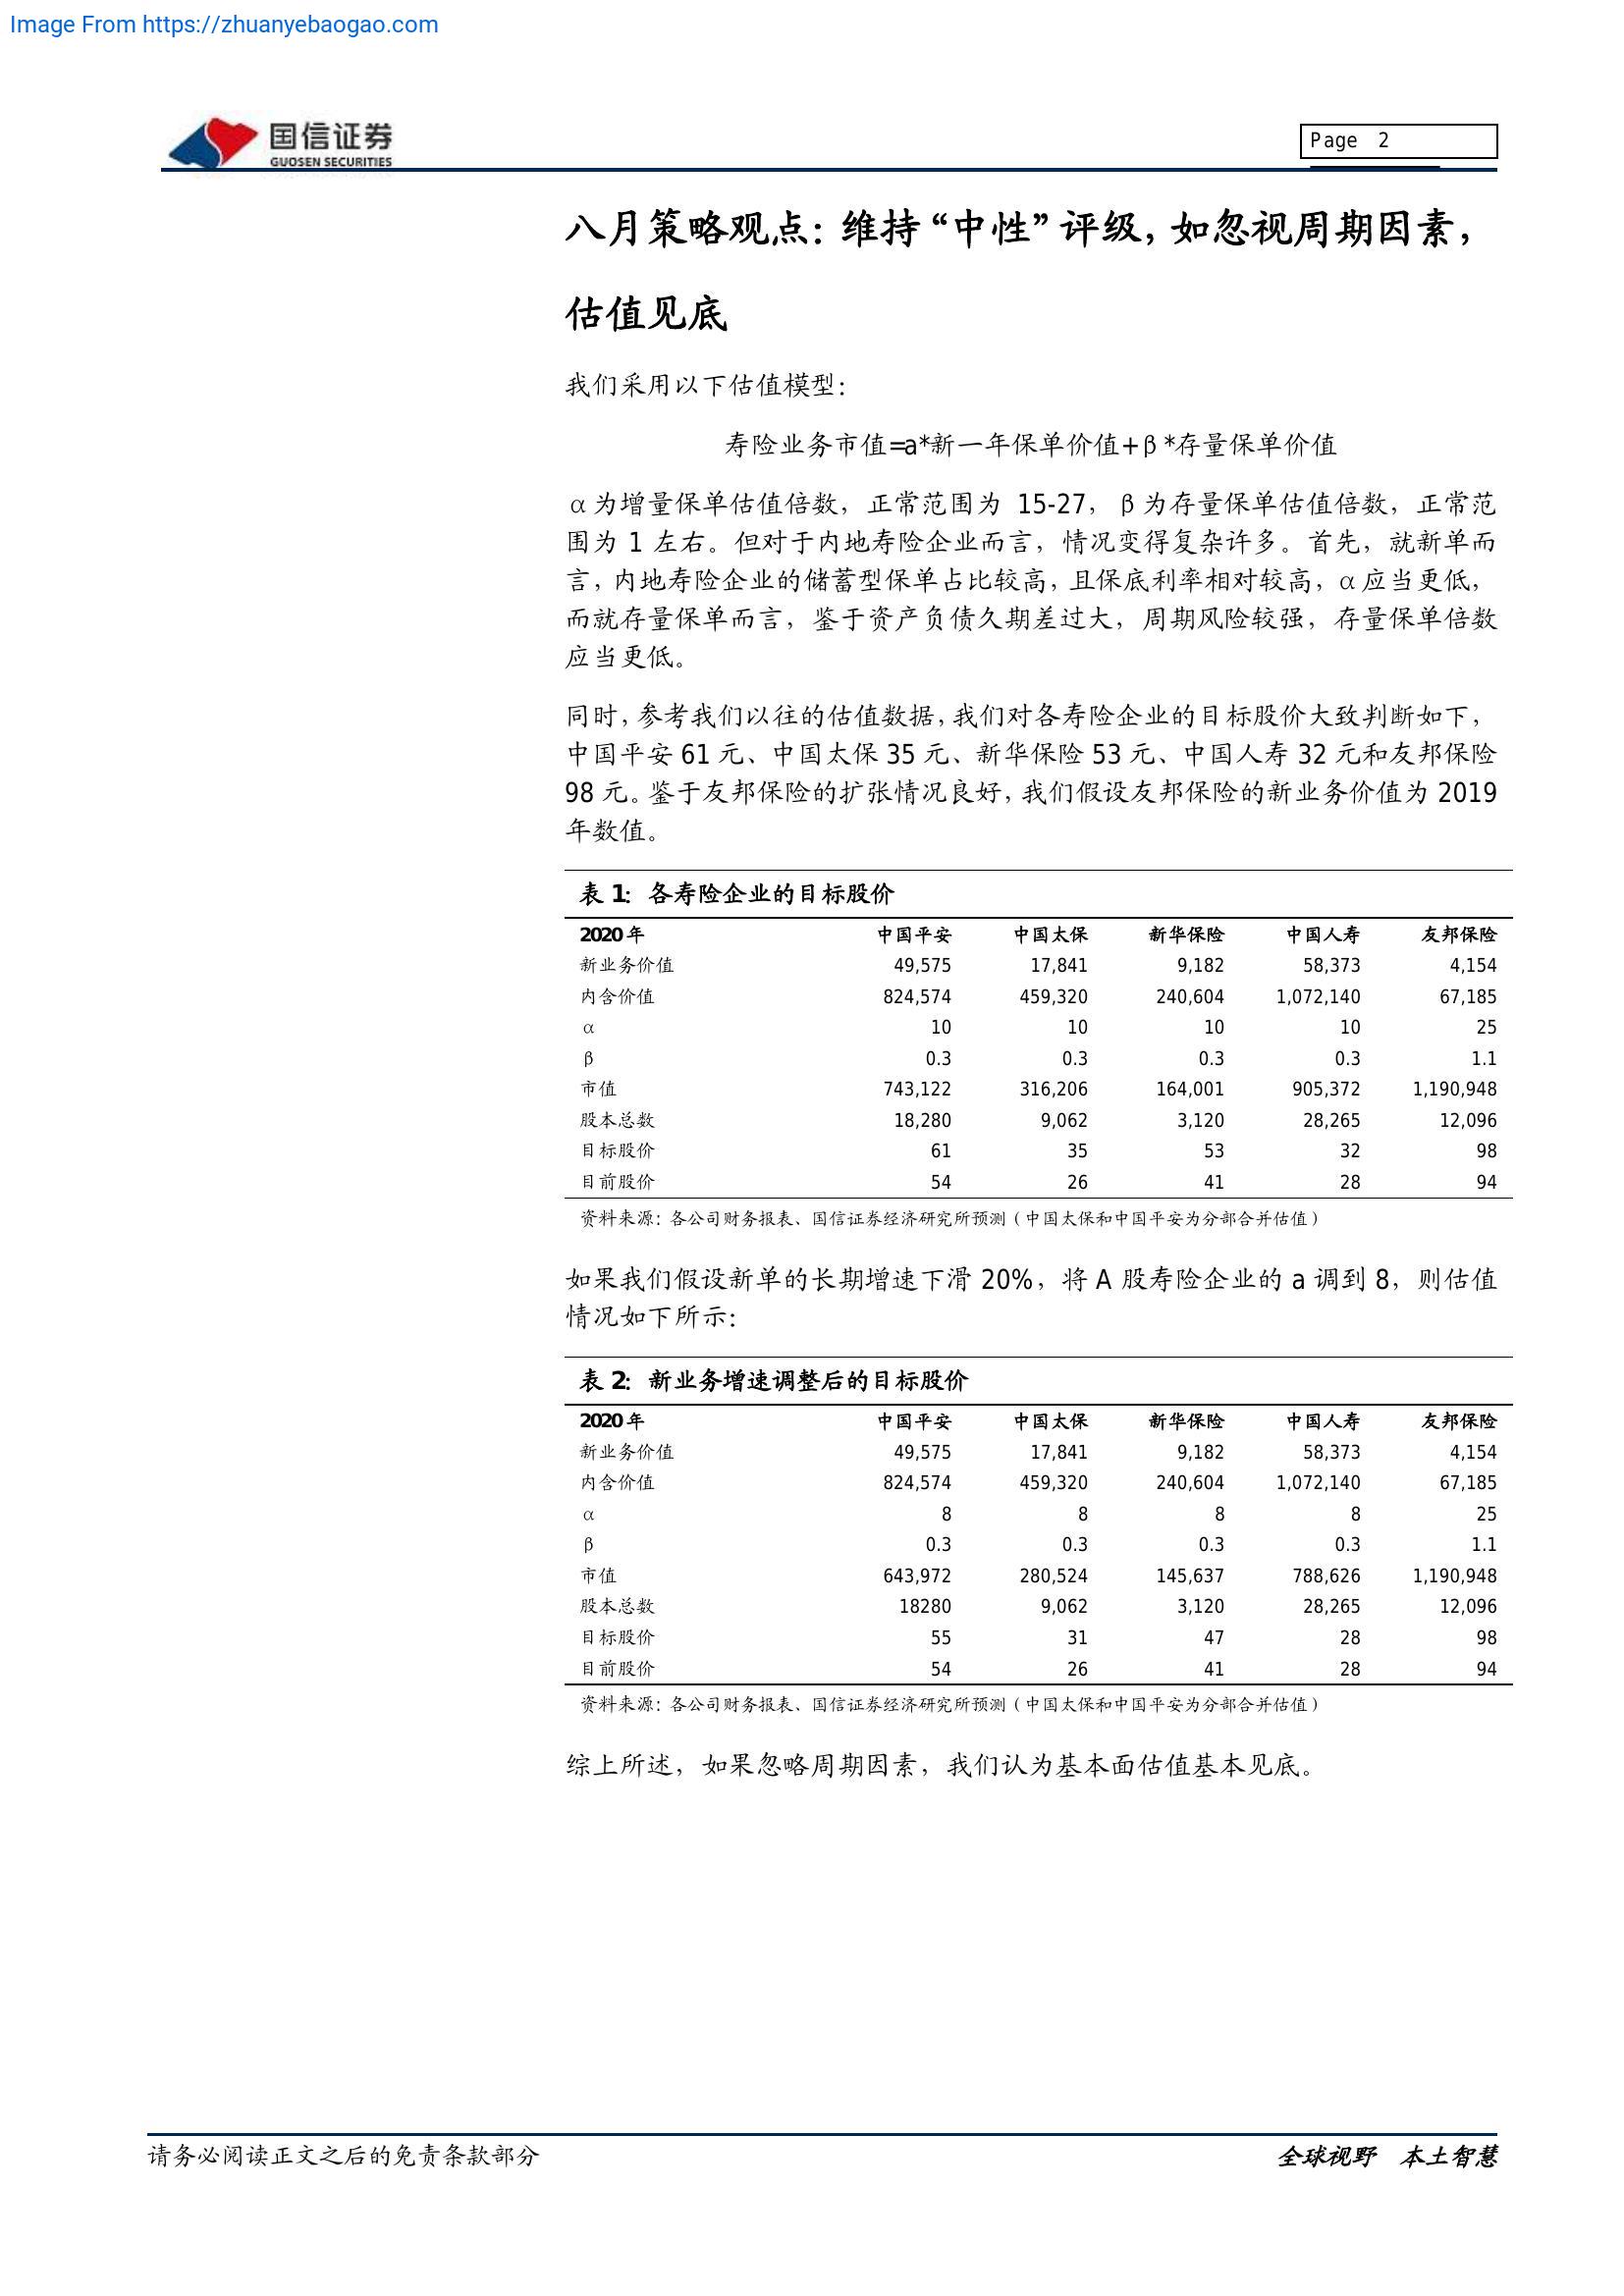 Image From https://zhuanyebaogao.com
国信证券
GUOSEN SECURITIES
Page 2
八月策略观点：维持“中性”评级，如忽视周期因素，
估值见底
我们采用以下估值模型：
寿险业务市值=a*新一年保单价值+β*存量保单价值
α为增量保单估值倍数，正常范围为 15-27，β为存量保单估值倍数，正常范
围为 1 左右。但对于内地寿险企业而言，情况变得复杂许多。首先，就新单而
言，内地寿险企业的储蓄型保单占比较高，且保底利率相对较高，α应当更低，
而就存量保单而言，鉴于资产负债久期差过大，周期风险较强，存量保单倍数
应当更低。
同时，参考我们以往的估值数据，我们对各寿险企业的目标股价大致判断如下，
中国平安 61 元、中国太保 35 元、新华保险 53 元、中国人寿 32 元和友邦保险
98 元。鉴于友邦保险的扩张情况良好，我们假设友邦保险的新业务价值为 2019
年数值。
表 1：各寿险企业的目标股价
2020 年 中国平安 中国太保 新华保险 中国人寿 友邦保险
新业务价值 49,575 17,841 9,182 58,373 4,154
内含价值 824,574 459,320 240,604 1,072,140 67,185
α 10 10 10 10 25
β 0.3 0.3 0.3 0.3 1.1
市值 743,122 316,206 164,001 905,372 1,190,948
股本总数 18,280 9,062 3,120 28,265 12,096
目标股价 61 35 53 32 98
目前股价 54 26 41 28 94
资料来源：各公司财务报表、国信证券经济研究所预测（中国太保和中国平安为分部合并估值）
如果我们假设新单的长期增速下滑 20%，将 A 股寿险企业的 a 调到 8，则估值
情况如下所示：
表 2：新业务增速调整后的目标股价
2020 年 中国平安 中国太保 新华保险 中国人寿 友邦保险
新业务价值 49,575 17,841 9,182 58,373 4,154
内含价值 824,574 459,320 240,604 1,072,140 67,185
α 8 8 8 8 25
β 0.3 0.3 0.3 0.3 1.1
市值 643,972 280,524 145,637 788,626 1,190,948
股本总数 18280 9,062 3,120 28,265 12,096
目标股价 55 31 47 28 98
目前股价 54 26 41 28 94
资料来源：各公司财务报表、国信证券经济研究所预测（中国太保和中国平安为分部合并估值）
综上所述，如果忽略周期因素，我们认为基本面估值基本见底。
请务必阅读正文之后的免责条款部分
全球视野 本土智慧